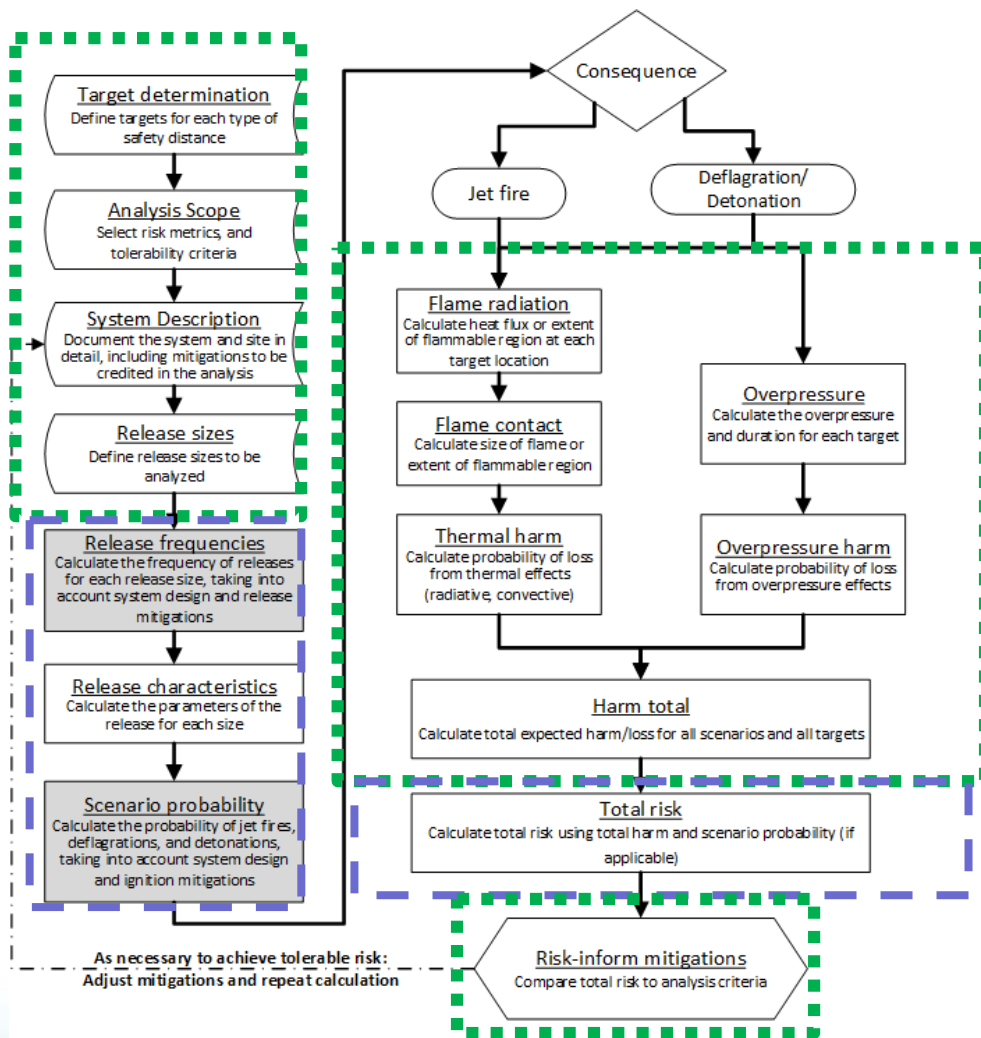 Target determination
Define targets for each type of
safety distance
Analysis Scope
Select risk metrics, and
tolerability criteria
System Description
Document the system and site in
detail, including mitigations to be
credited in the analysis
Release sizes
Define release sizes to be
analyzed
Release frequencies
Calculate the frequency of releases
for each release size, taking into
account system design and release
mitigations
Release characteristics
Calculate the parameters of the
release for each size
Scenario probability
Calculate the probability of jet fires,
deflagrations, and detonations,
taking into account system design
and ignition mitigations
Consequence
Jet fire
Deflagration/
Detonation
Flame radiation
Calculate heat flux or extent
of flammable region at each
target location
Flame contact
Calculate size of flame or
extent of flammable region
Thermal harm
Calculate probability of loss
from thermal effects
(radiative, convective)
Overpressure
Calculate the overpressure
and duration for each target
Overpressure harm
Calculate probability of loss
from overpressure effects
Harm total
Calculate total expected harm/loss for all scenarios and all targets
Total risk
Calculate total risk using total harm and scenario probability (if
applicable)
Risk-inform mitigations
Compare total risk to analysis criteria
As necessary to achieve tolerable risk:
Adjust mitigations and repeat calculation